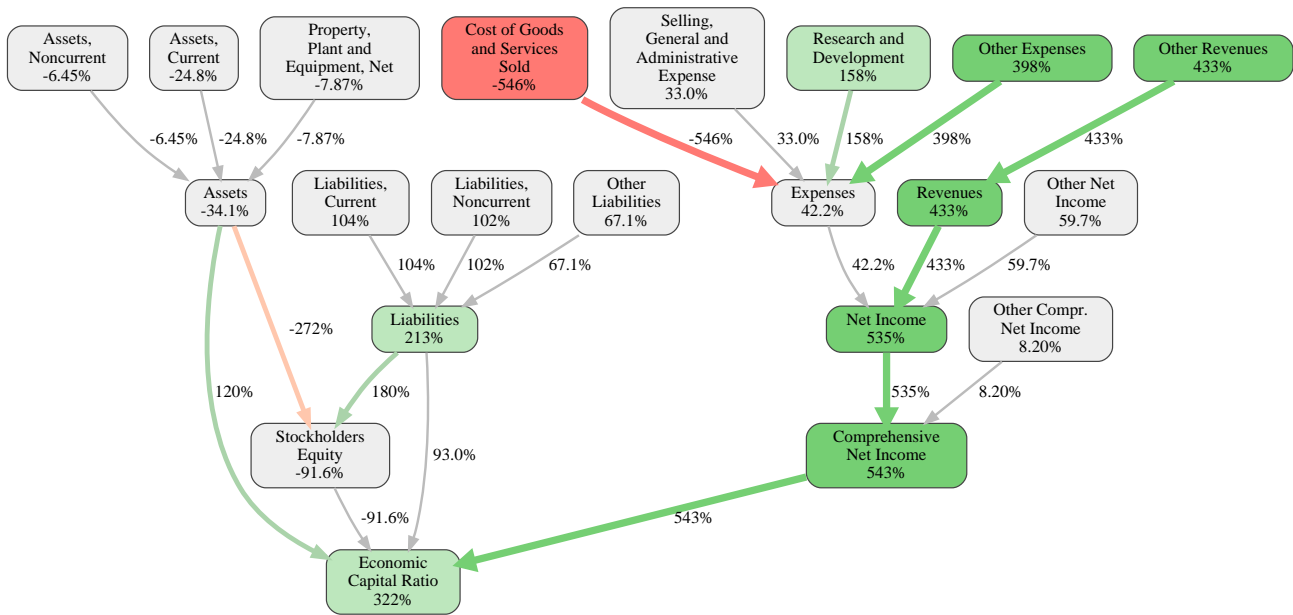 Assets,
Noncurrent
-6.45%
Assets,
Current
-24.8%
Property,
Plant and
Equipment, Net
-7.87%
Cost of Goods
and Services
Sold
-546%
Selling,
General and
Administrative
Expense
33.0%
Research and
Development
158%
Other Expenses
398%
Other Revenues
433%
-6.45%
-24.8%
-7.87%
-546%
33.0%
158%
398%
433%
Assets
-34.1%
Liabilities,
Current
104%
Liabilities,
Noncurrent
102%
Other
Liabilities
67.1%
Expenses
42.2%
Revenues
433%
Other Net
Income
59.7%
104%
102%
67.1%
42.2%
433%
59.7%
Liabilities
213%
Net Income
535%
Other Compr.
Net Income
8.20%
-272%
120%
180%
535%
8.20%
Stockholders
Equity
-91.6%
93.0%
Comprehensive
Net Income
543%
-91.6%
543%
Economic
Capital Ratio
322%